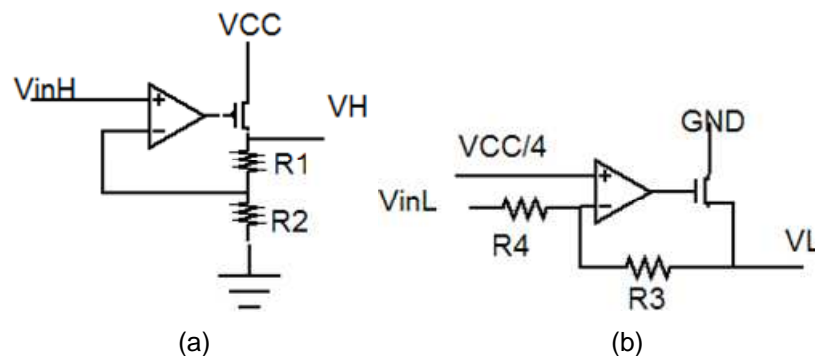 VCC
VinH
VH
R1
R2
(a)
GND
VCC/4
VinL
R4
R3
VL
(b)